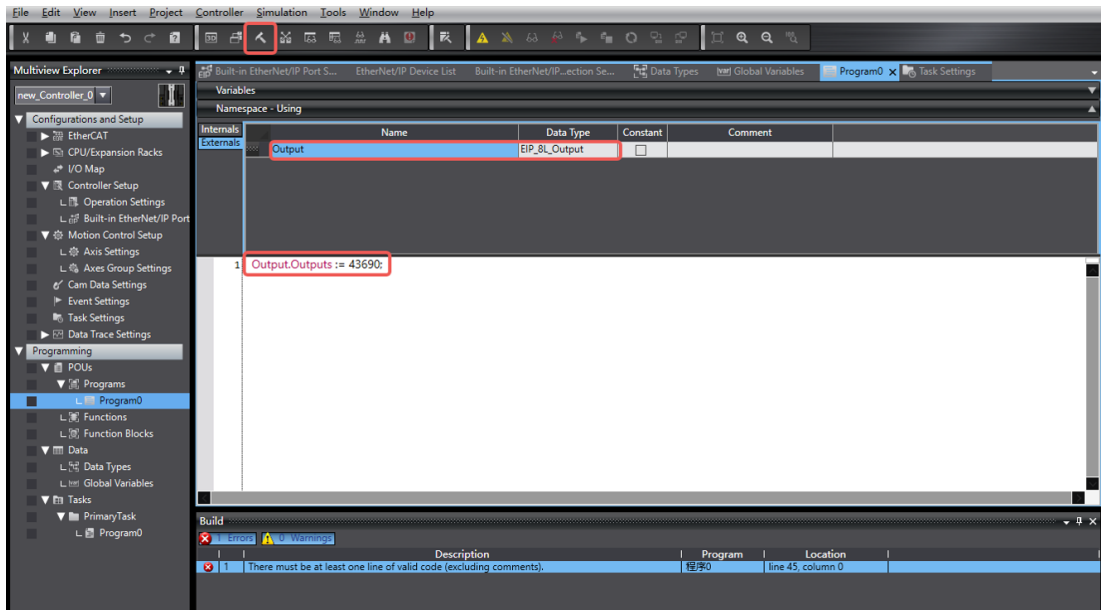 File Edit View Insert Project Controller Simulation Tools Window Help
Multiview Explorer
new_Controller_0
Configurations and Setup
EtherCAT
CPU/Expansion Racks
I/O Map
Controller Setup
Operation Settings
Built-in EtherNet/IP Port
Motion Control Setup
Axis Settings
Axes Group Settings
Cam Data Settings
Event Settings
Task Settings
Data Trace Settings
Programming
POUs
Programs
Program0
Functions
Function Blocks
Data
Data Types
Global Variables
Tasks
PrimaryTask
Program0
Built-in EtherNet/IP Port S... EtherNet/IP Device List Built-in EtherNet/IP...ection Se... Data Types Global Variables Program0 Task Settings
Variables
Namespace - Using
Internals
Externals
Name Data Type Constant Comment
Output EIP_8L_Output
1 Output.Outputs := 43690;
Build
1 Errors 0 Warnings
Description Program Location
1 There must be at least one line of valid code (excluding comments). 程序0 line 45, column 0